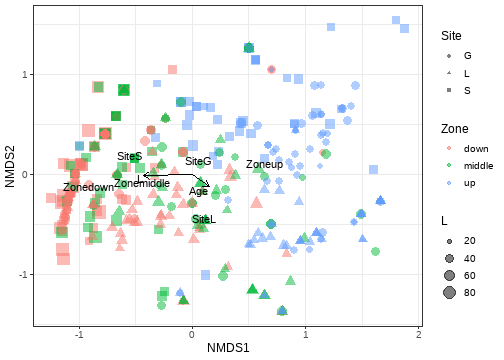 NMDS2
1
0
-1
SiteS
SiteG
Zoneup
Zonedown
L
Zonemiddle
Age
SiteL
-1
0
1
2
NMDS1
Site
G
L
S
Zone
down
middle
up
L
20
40
60
80